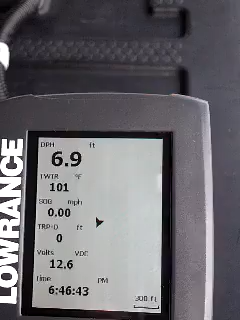 LOWRANCE
DPH ft
6.9
TWTR °F
101
SOG mph
0.00
TRP-D ft
0
Volts VDC
12.6
Time PM
6:46:43
300 ft